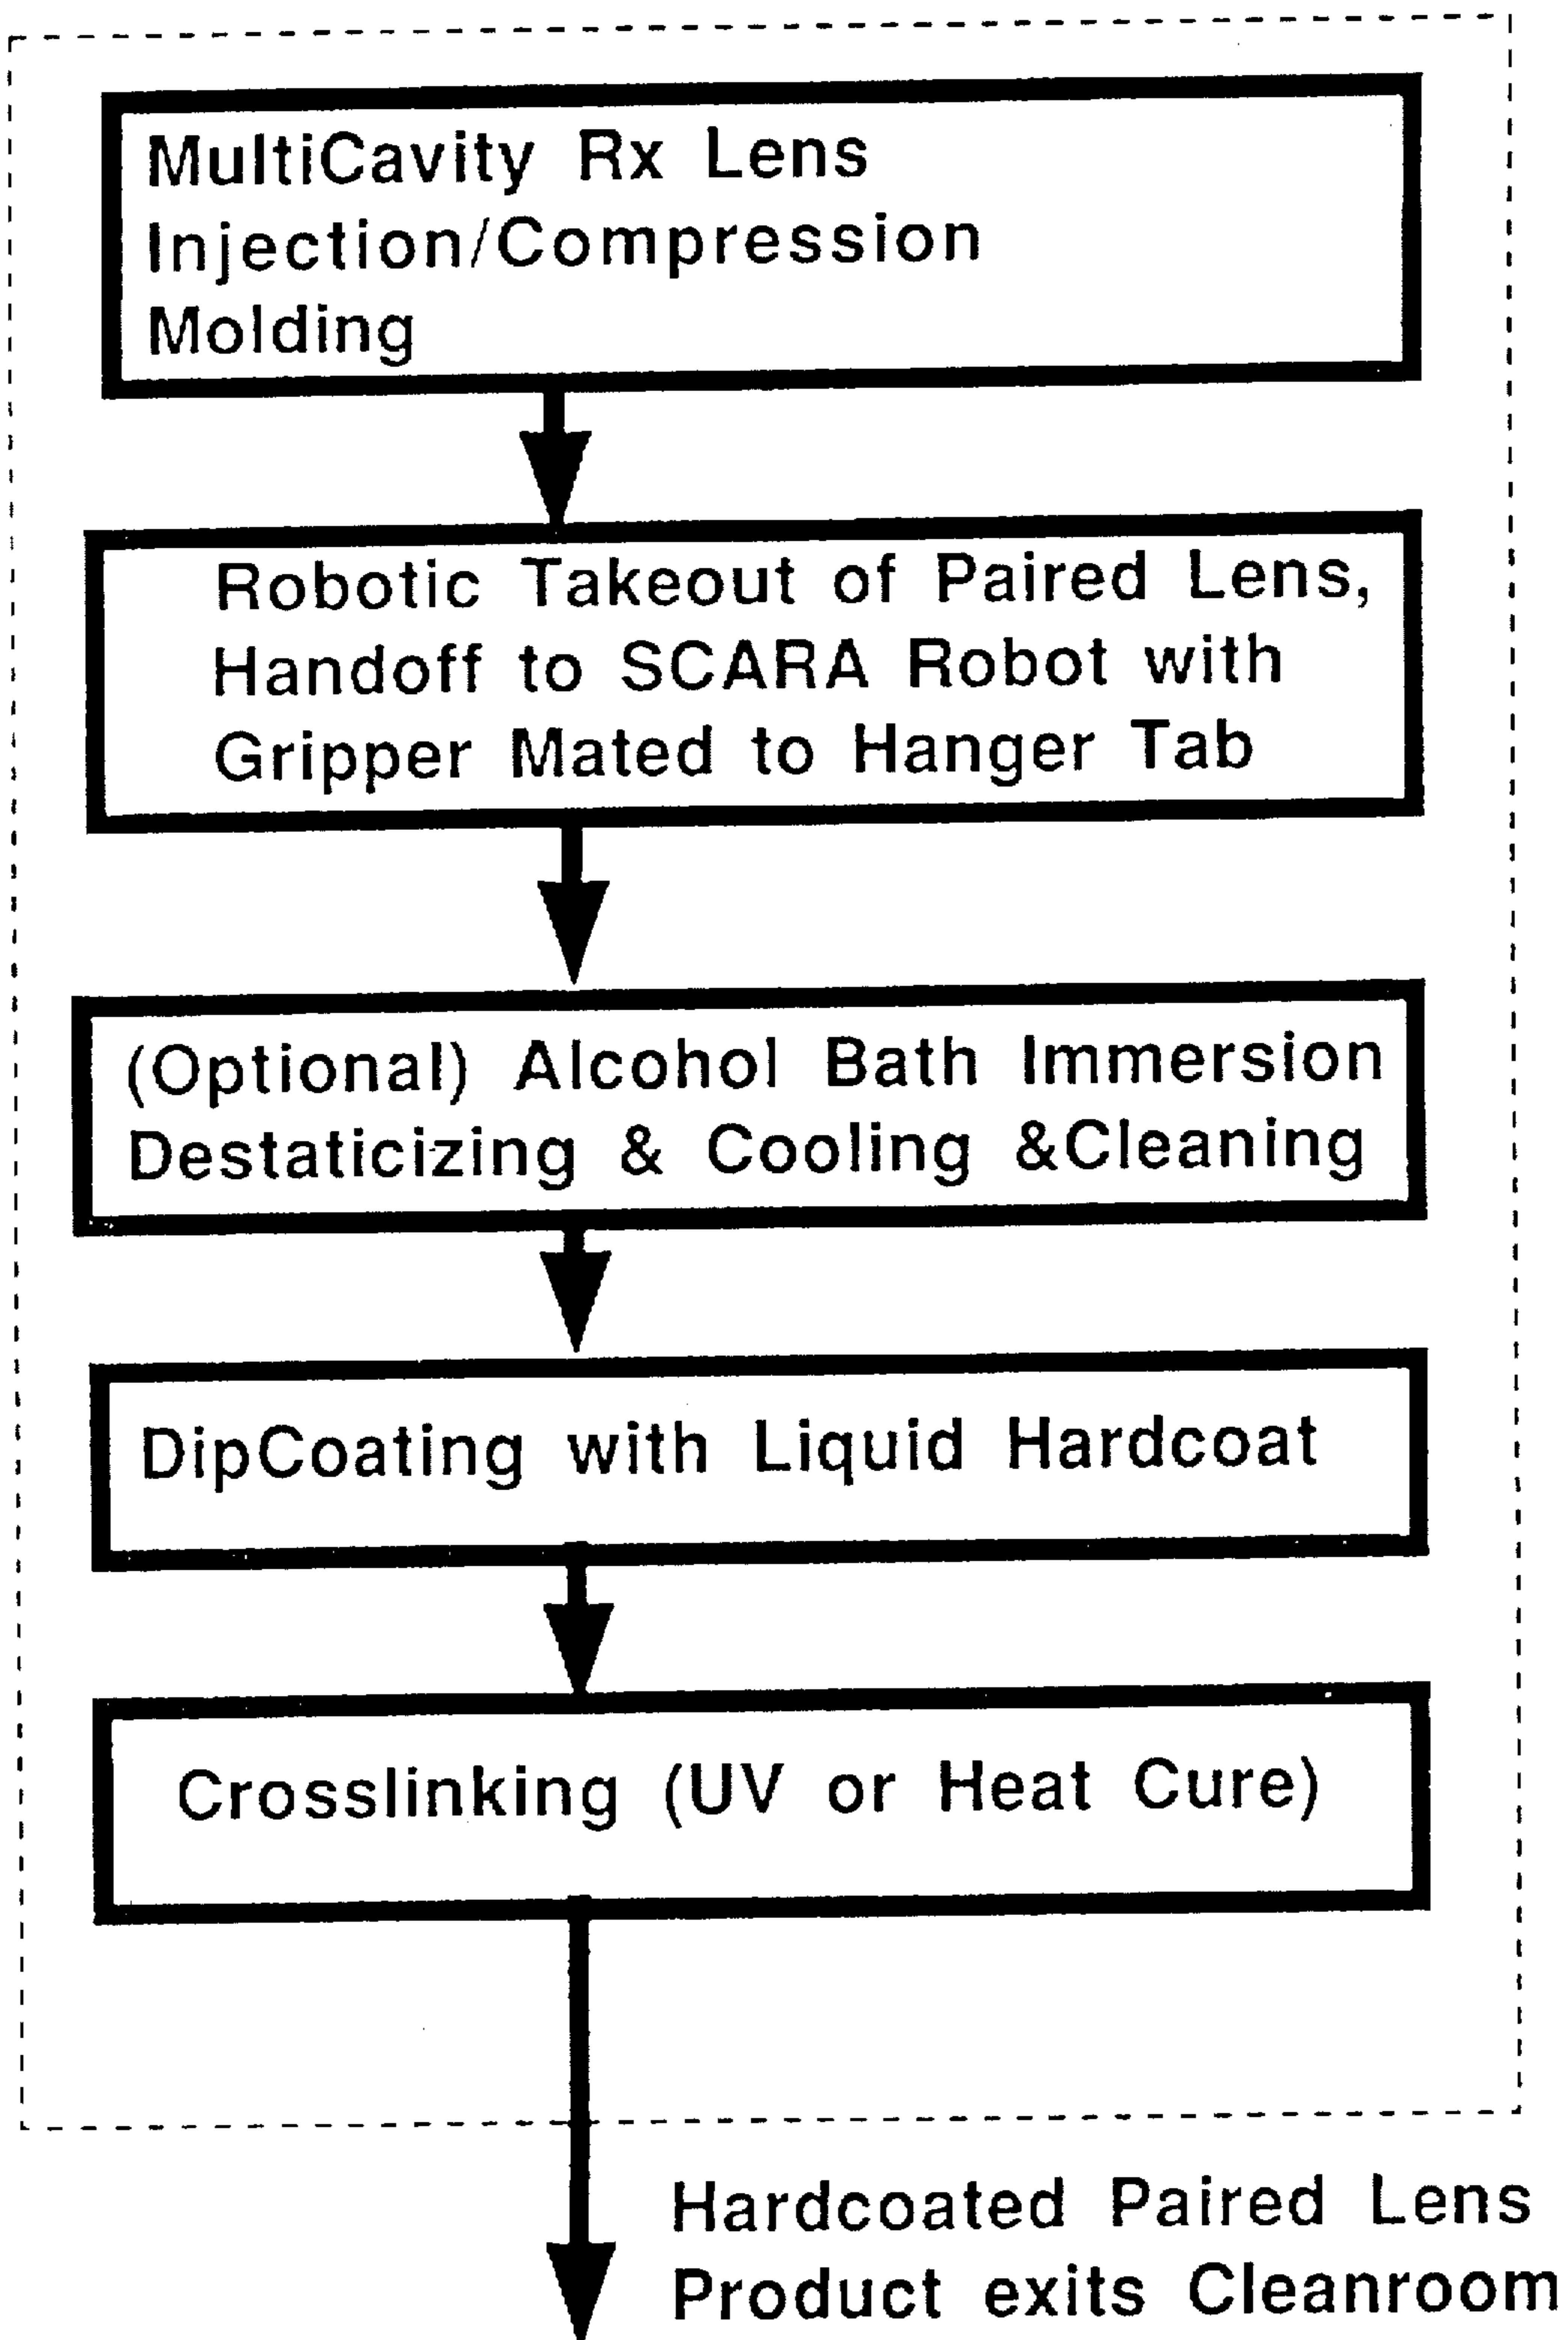 MultiCavity Rx Lens
Injection/Compression
Molding
Robotic Takeout of Paired Lens,
Handoff to SCARA Robot with
Gripper Mated to Hanger Tab
(Optional) Alcohol Bath Immersion
Destaticizing & Cooling &Cleaning
DipCoating with Liquid Hardcoat
Crosslinking (UV or Heat Cure)
Hardcoated Paired Lens
Product exits Cleanroom